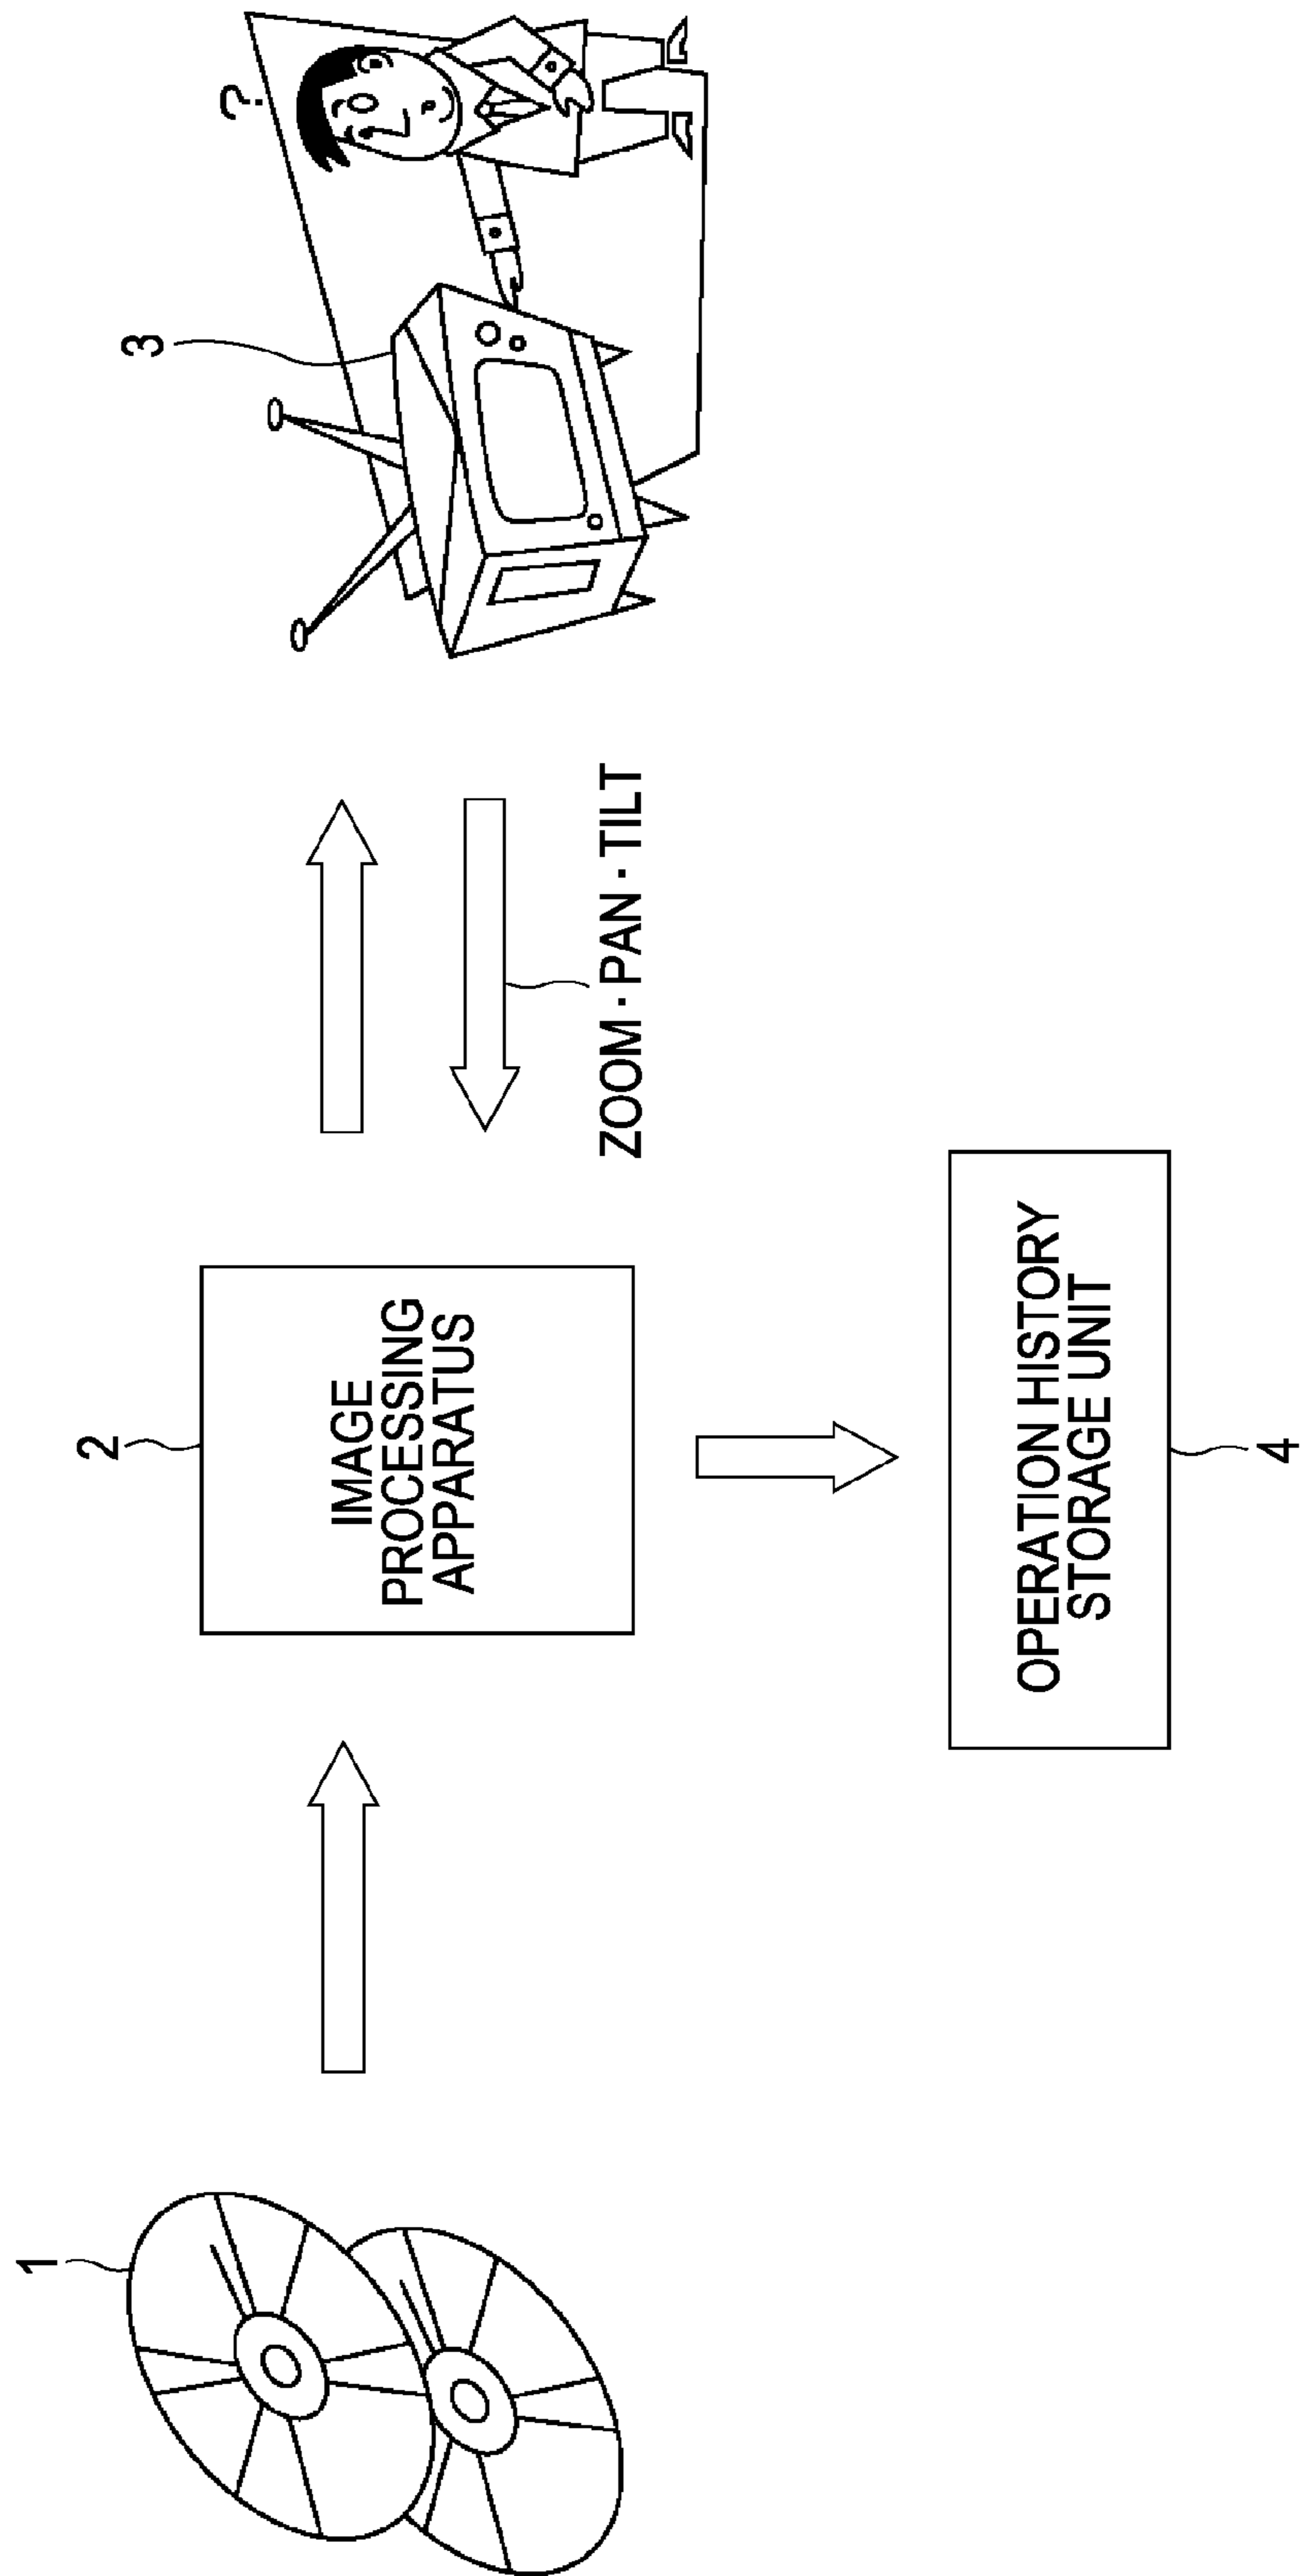 1
2
IMAGE
PROCESSING
APPARATUS
ZOOM · PAN · TILT
3
?
OPERATION HISTORY
STORAGE UNIT
4